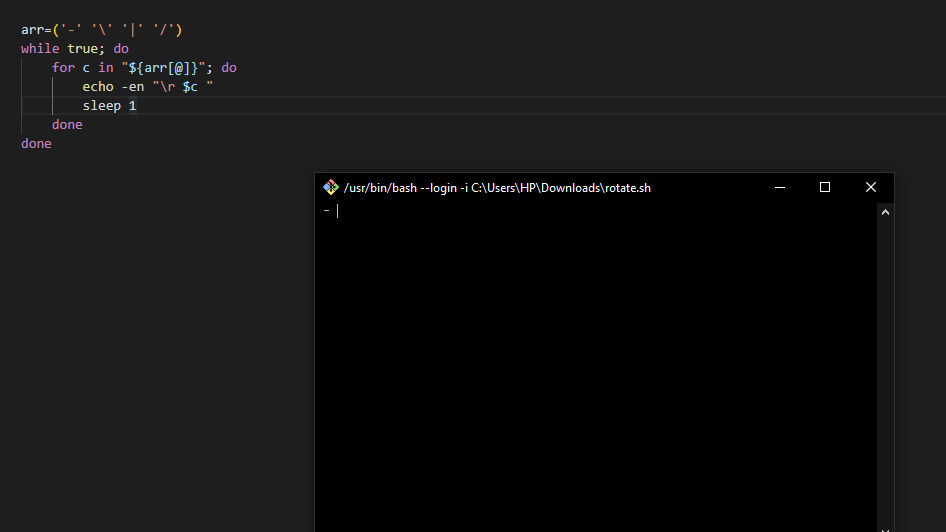 arr=('-' '\' '|' '/')
while true; do
    for c in "${arr[@]}"; do
        echo -en "\r $c "
        sleep 1
    done
done
/usr/bin/bash --login -i C:\Users\HP\Downloads\rotate.sh
-